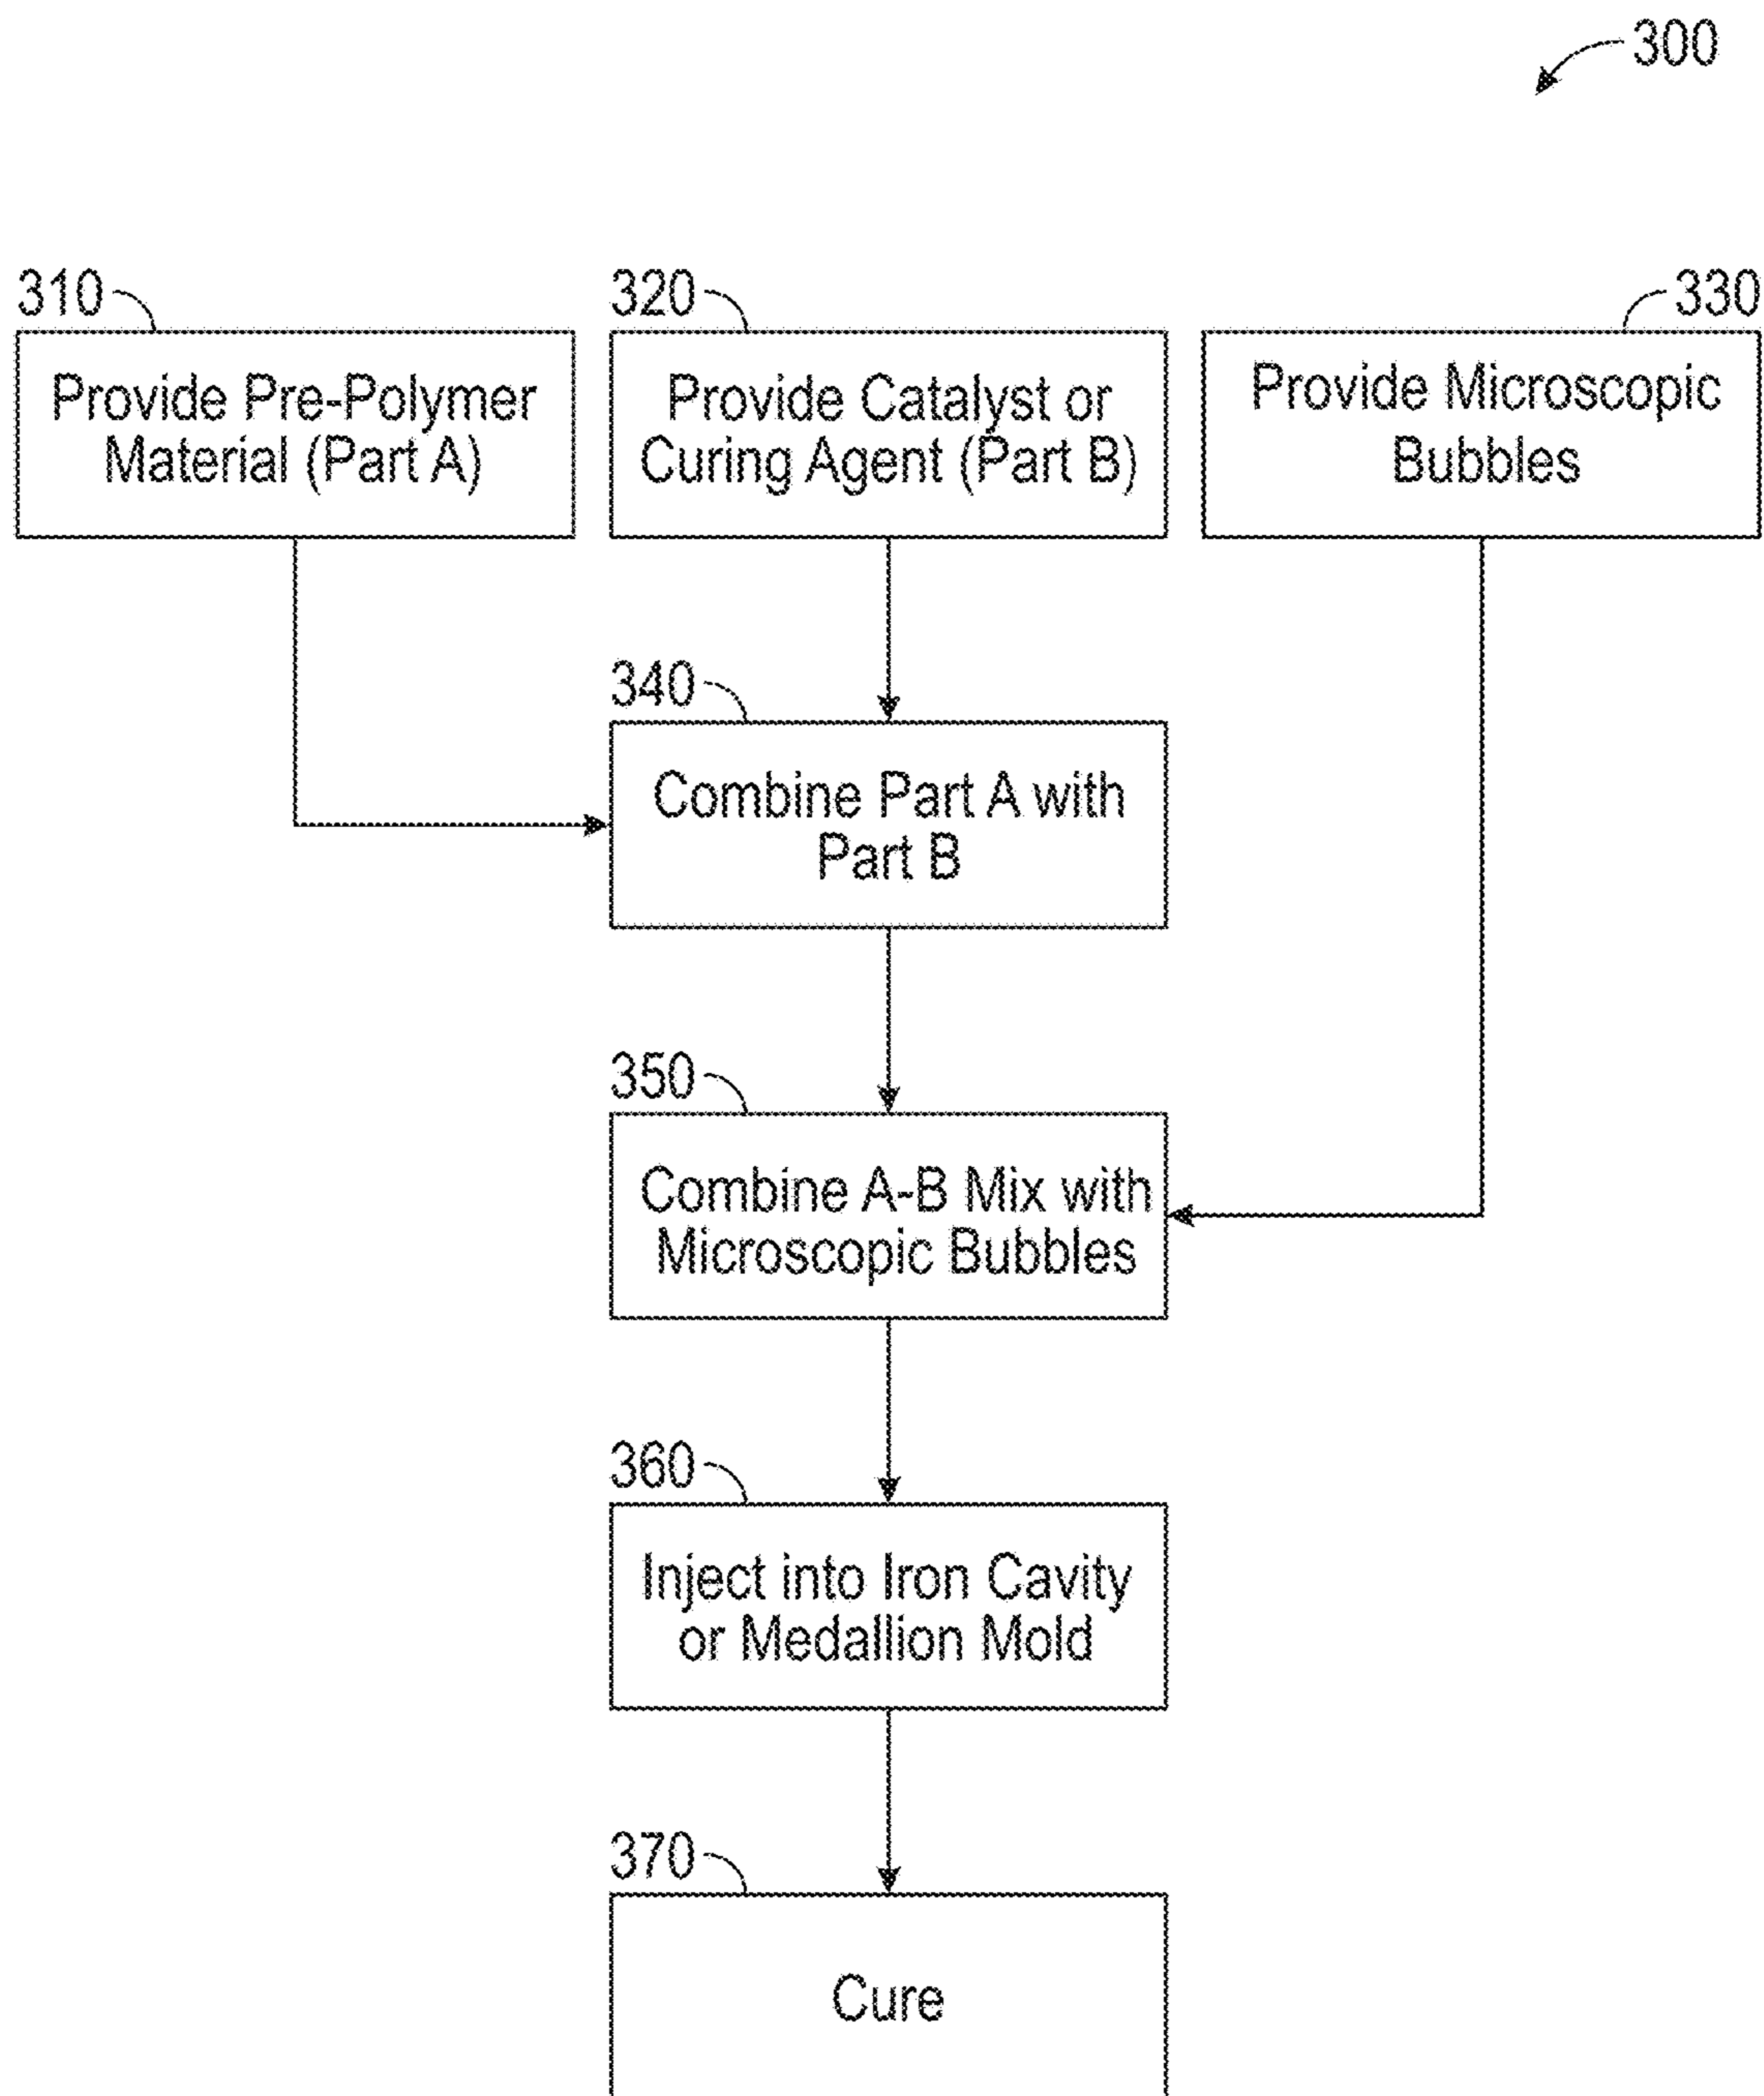 300
310
320
330
Provide Pre-Polymer
Material (Part A)
Provide Catalyst or
Curing Agent (Part B)
Provide Microscopic
Bubbles
340
Combine Part A with
Part B
350
Combine A-B Mix with
Microscopic Bubbles
360
Inject into Iron Cavity
or Medallion Mold
370
Cure